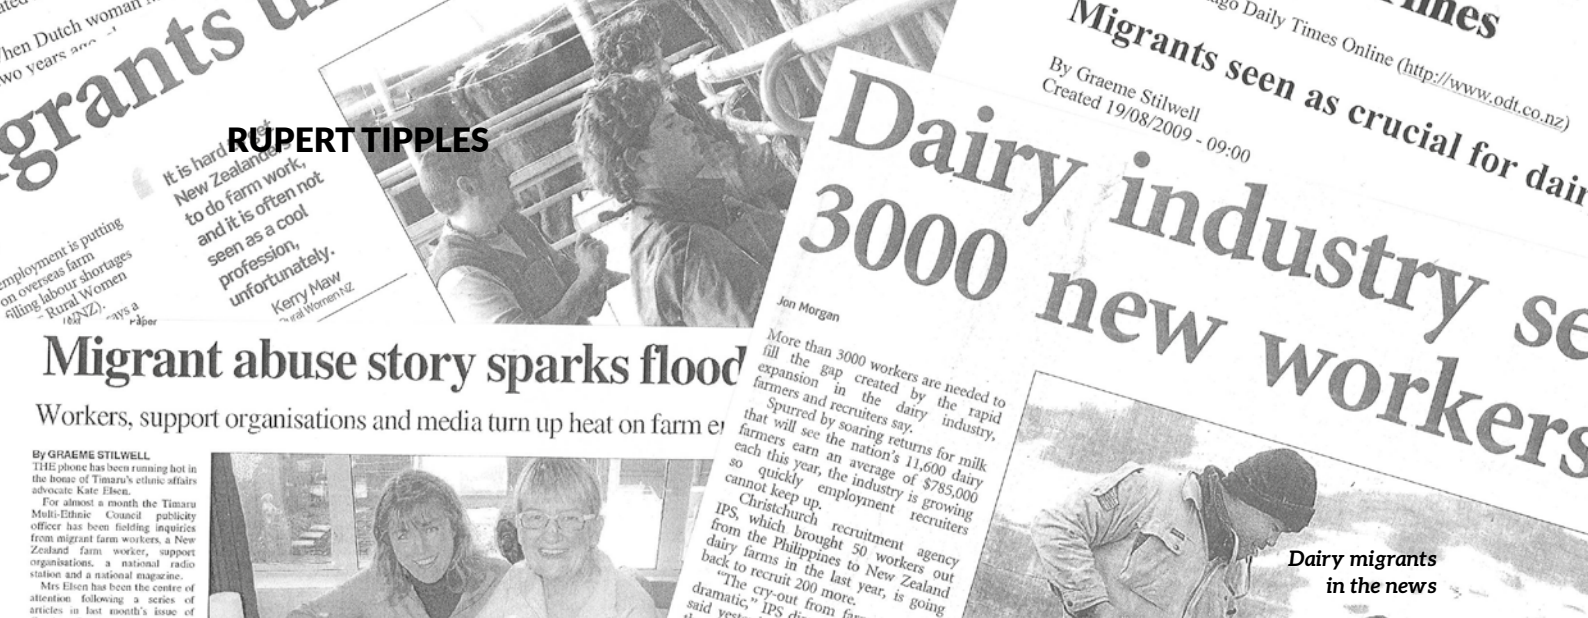 When Dutch woman
two years
grants
RUPERT TIPPLES
It is hard
New Zealanders
to do farm work,
and it is often not
seen as a cool
profession,
unfortunately.
Kerry Maw
Rural Women NZ
employment is putting
on overseas farm
filling labour shortages
Rural Women
NZ).
says a
Text
Paper
Migrant abuse story sparks flood
Workers, support organisations and media turn up heat on farm
By GRAEME STILWELL
THE phone has been running hot in
the home of Timaru's ethnic affairs
advocate Kate Elsen.
For almost a month the Timaru
Multi-Ethnic Council publicity
officer has been fielding inquiries
from migrant farm workers, a New
Zealand farm worker, support
organisations, a national radio
station and a national magazine.
Mrs Elsen has been the centre of
attention following a series of
articles in last month's issue of
Daily Times Online (http://www.odt.co.nz)
Migrants seen as crucial for dair
By Graeme Stilwell
Created 19/08/2009 - 09:00
Dairy industry se
3000 new workers
Jon Morgan
More than 3000 workers are needed to
fill the gap created by the rapid
expansion in the dairy industry,
farmers and recruiters say.
Spurred by soaring returns for milk
that will see the nation's 11,600 dairy
farmers earn an average of $785,000
each this year, the industry is growing
so quickly employment recruiters
cannot keep up.
Christchurch recruitment agency
IPS, which brought 50 workers out
from the Philippines to New Zealand
dairy farms in the last year, is going
back to recruit 200 more.
"The cry-out from
dramatic," IPS
said
Dairy migrants
in the news